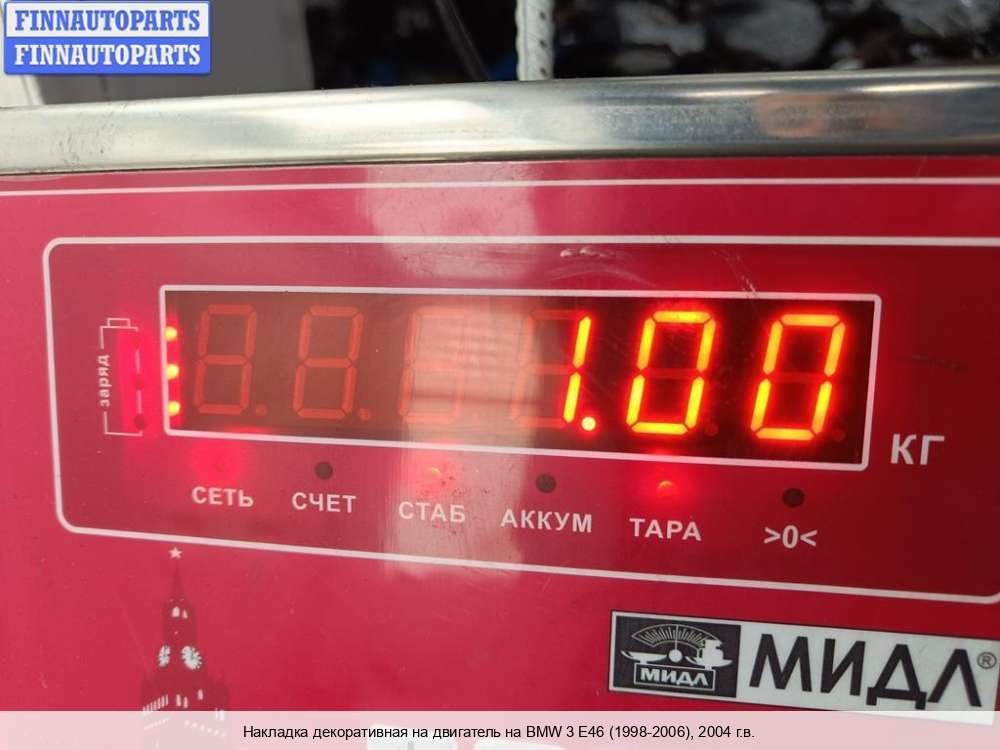 FINNAUTOPARTS
FINNAUTOPARTS
заряд
1.00
КГ
СЕТЬ СЧЕТ СТАБ АККУМ ТАРА >0<
МИДЛ
МИДЛ®
Накладка декоративная на двигатель на BMW 3 E46 (1998-2006), 2004 г.в.